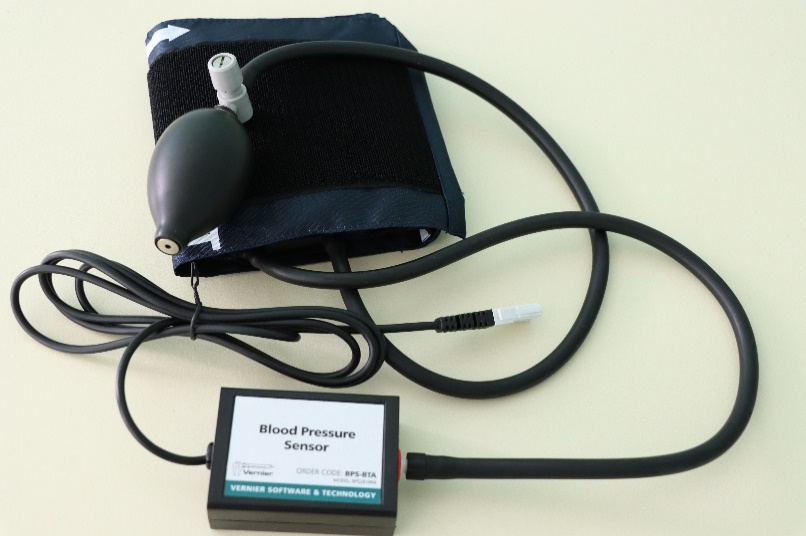 Blood Pressure
Sensor
Vernier
ORDER CODE: BPS-BTA
VERNIER SOFTWARE & TECHNOLOGY